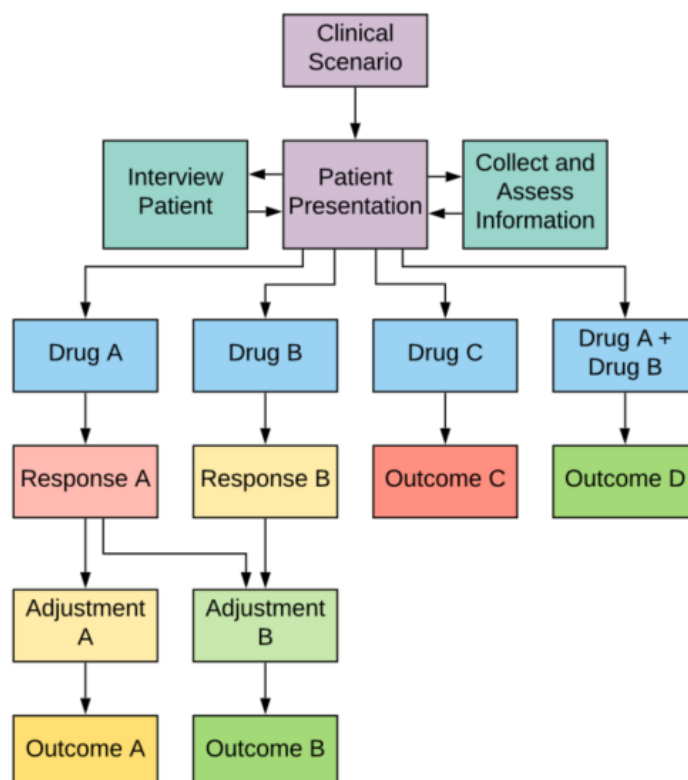 Clinical
Scenario
Interview
Patient
Patient
Presentation
Collect and
Assess
Information
Drug A
Drug B
Drug C
Drug A +
Drug B
Response A
Response B
Outcome C
Outcome D
Adjustment
A
Adjustment
B
Outcome A
Outcome B